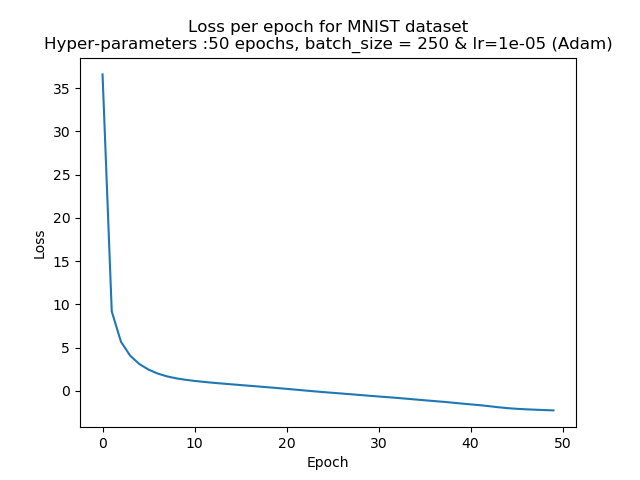 Loss per epoch for MNIST dataset
Hyper-parameters :50 epochs, batch_size = 250 & lr=1e-05 (Adam)
35
30
25
20
15
10
5
0
Loss
0 10 20 30 40 50
Epoch